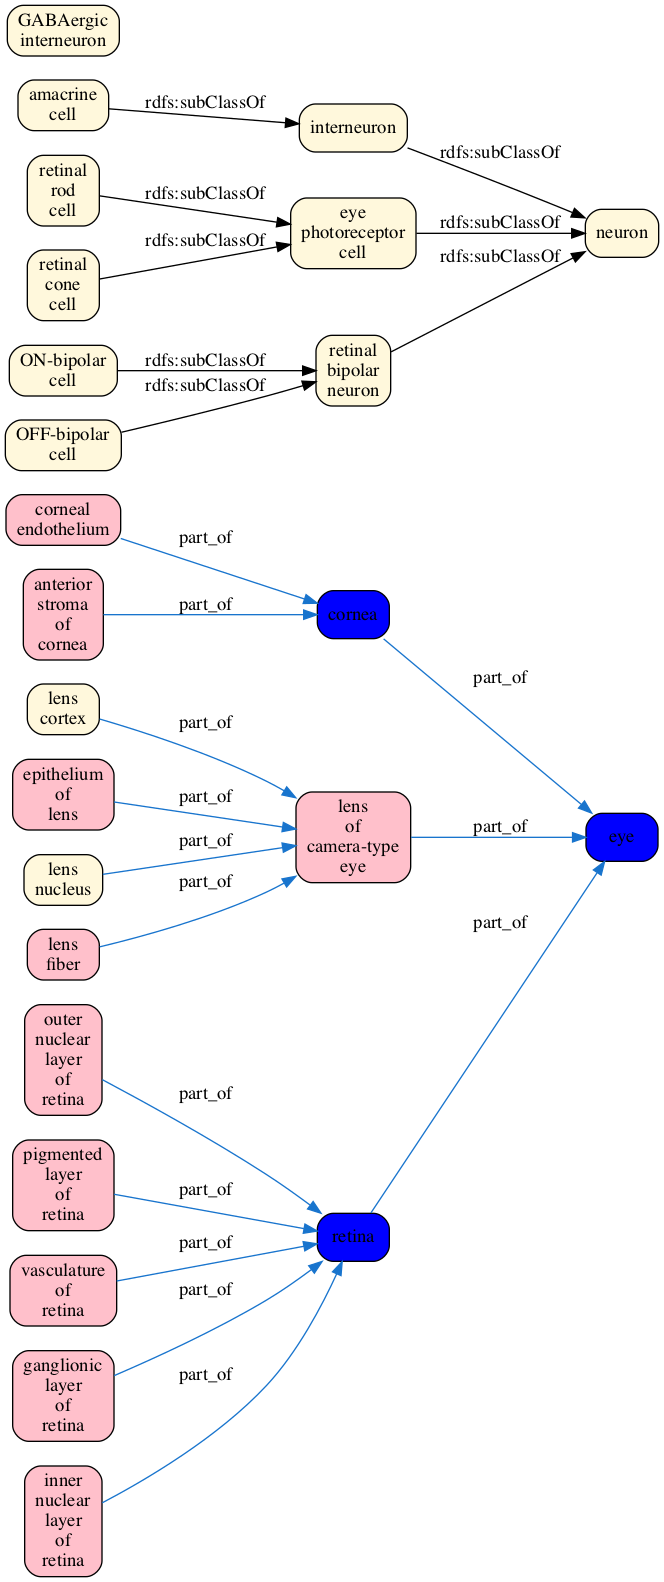 GABAergic
interneuron
amacrine
cell
rdfs:subClassOf
interneuron
rdfs:subClassOf
retinal
rod
cell
rdfs:subClassOf
eye
photoreceptor
cell
rdfs:subClassOf
neuron
rdfs:subClassOf
retinal
cone
cell
rdfs:subClassOf
ON-bipolar
cell
rdfs:subClassOf
retinal
bipolar
neuron
rdfs:subClassOf
OFF-bipolar
cell
corneal
endothelium
part_of
anterior
stroma
of
cornea
part_of
cornea
part_of
lens
cortex
part_of
epithelium
of
lens
part_of
lens
of
camera-type
eye
part_of
eye
lens
nucleus
part_of
part_of
lens
fiber
part_of
outer
nuclear
layer
of
retina
part_of
pigmented
layer
of
retina
part_of
retina
vasculature
of
retina
part_of
part_of
ganglionic
layer
of
retina
part_of
inner
nuclear
layer
of
retina